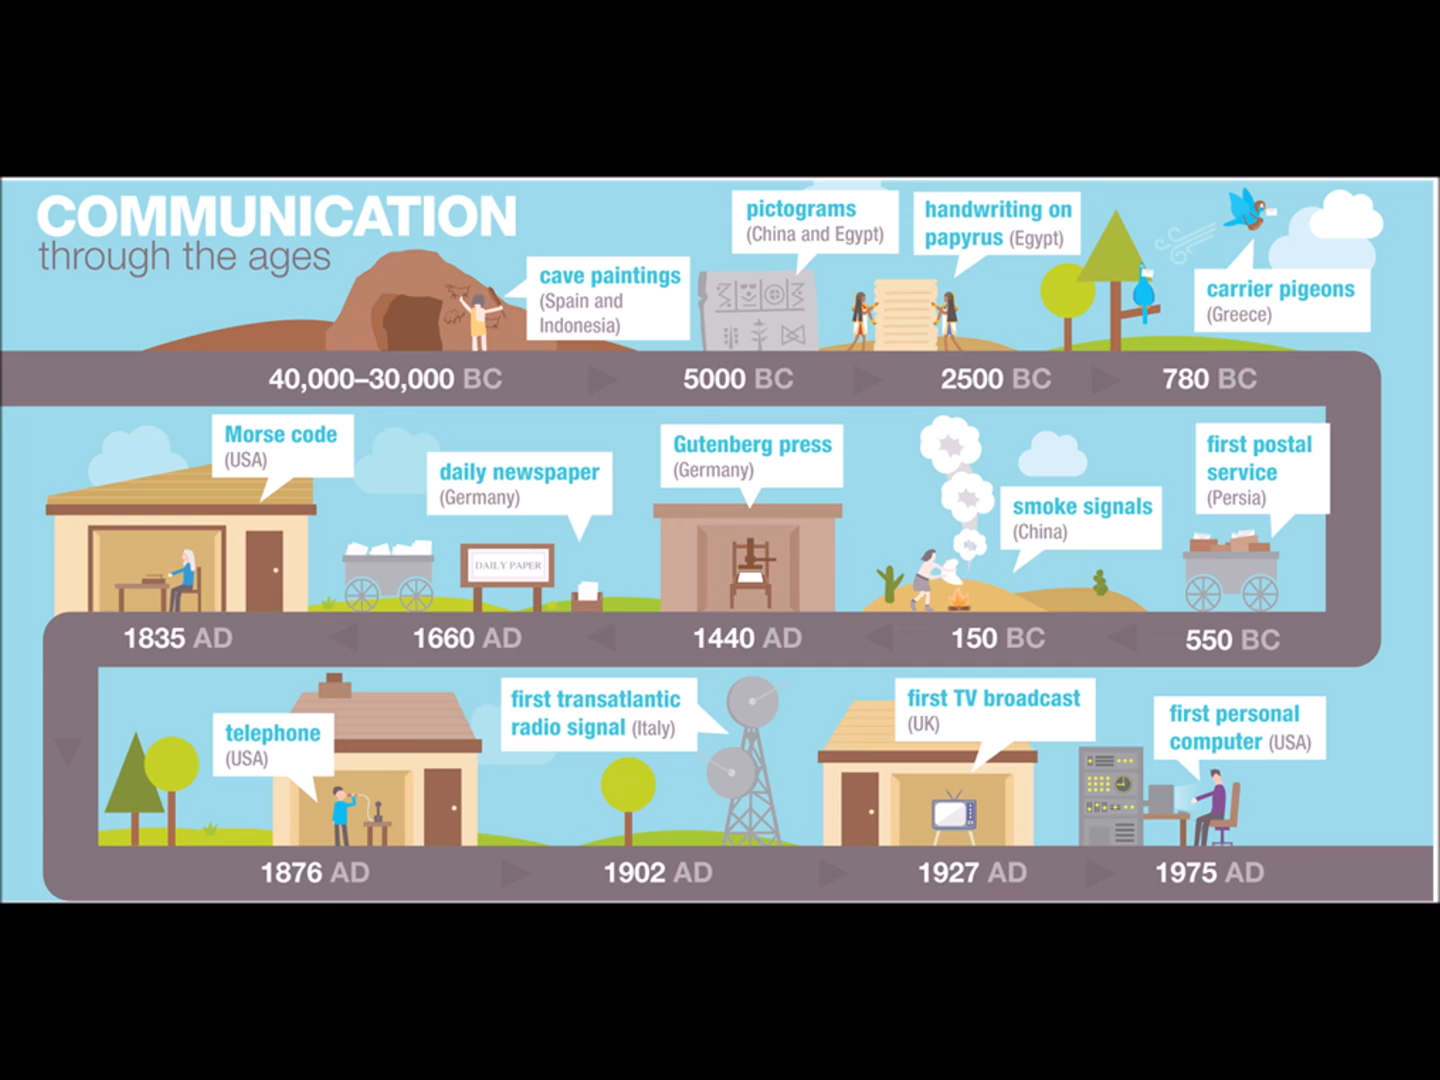 COMMUNICATION
through the ages
cave paintings
(Spain and
Indonesia)
pictograms
(China and Egypt)
handwriting on
papyrus (Egypt)
carrier pigeons
(Greece)
40,000–30,000 BC
5000 BC
2500 BC
780 BC
Morse code
(USA)
daily newspaper
(Germany)
DAILY PAPER
Gutenberg press
(Germany)
smoke signals
(China)
first postal
service
(Persia)
1835 AD
1660 AD
1440 AD
150 BC
550 BC
telephone
(USA)
first transatlantic
radio signal (Italy)
first TV broadcast
(UK)
first personal
computer (USA)
1876 AD
1902 AD
1927 AD
1975 AD